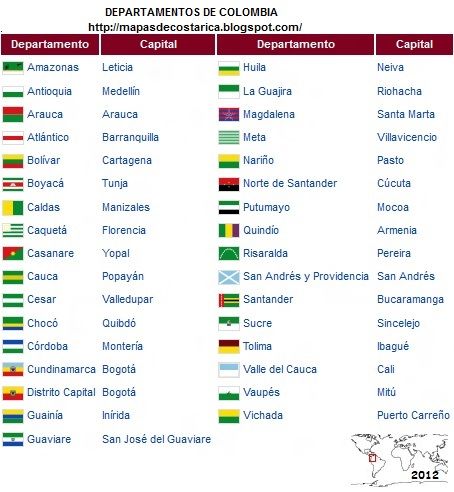 DEPARTAMENTOS DE COLOMBIA
http://mapasdecostarica.blogspot.com/
Departamento Capital Departamento Capital
Amazonas Leticia Huila Neiva
Antioquia Medellín La Guajira Riohacha
Arauca Arauca Magdalena Santa Marta
Atlántico Barranquilla Meta Villavicencio
Bolívar Cartagena Nariño Pasto
Boyacá Tunja Norte de Santander Cúcuta
Caldas Manizales Putumayo Mocoa
Caquetá Florencia Quindío Armenia
Casanare Yopal Risaralda Pereira
Cauca Popayán San Andrés y Providencia San Andrés
Cesar Valledupar Santander Bucaramanga
Chocó Quibdó Sucre Sincelejo
Córdoba Montería Tolima Ibagué
Cundinamarca Bogotá Valle del Cauca Cali
Distrito Capital Bogotá Vaupés Mitú
Guainía Inírida Vichada Puerto Carreño
Guaviare San José del Guaviare
2012